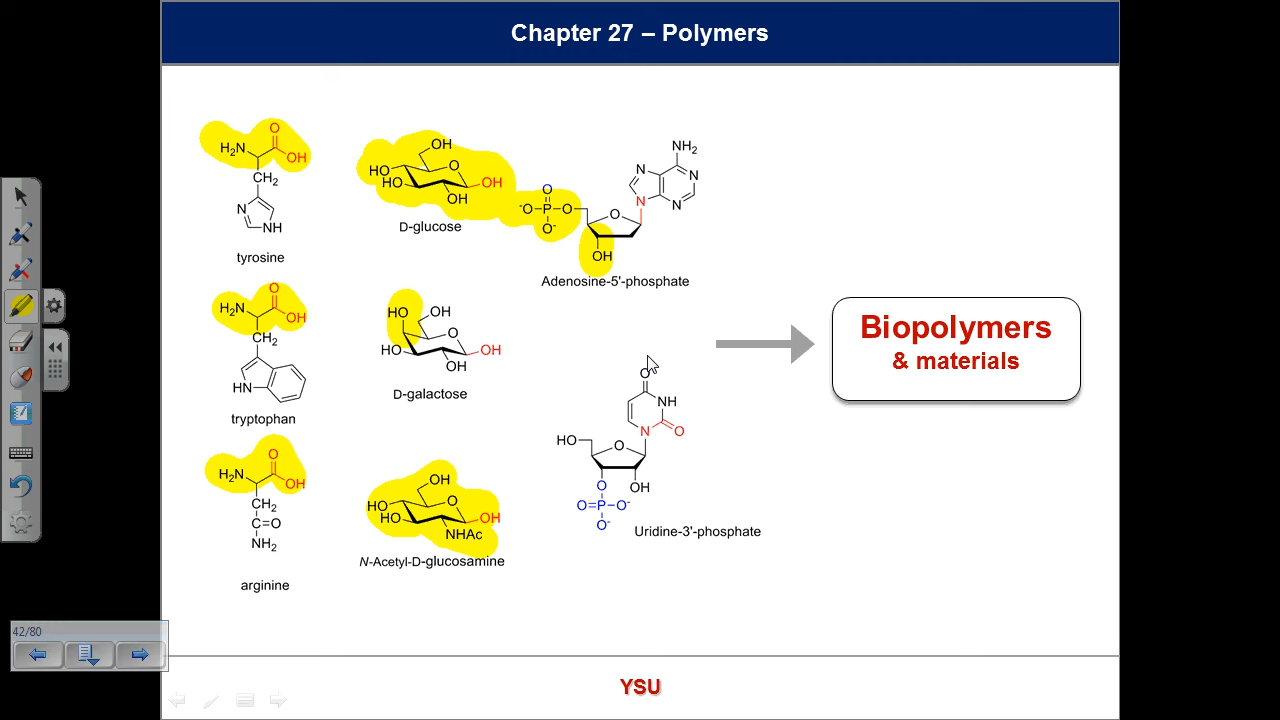 Chapter 27 – Polymers
H₂N
O
OH
CH₂
N
NH
tyrosine
OH
HO
HO
O
OH
OH
D-glucose
O
⁻O
P
O
O⁻
O
OH
N
N
N
N
NH₂
Adenosine-5'-phosphate
H₂N
O
OH
CH₂
HN
tryptophan
HO
OH
O
HO
OH
OH
D-galactose
Biopolymers
& materials
H₂N
O
OH
CH₂
C=O
NH₂
arginine
OH
HO
HO
O
OH
NHAc
N-Acetyl-D-glucosamine
O
NH
N
O
HO
O
O
OH
O=P–O⁻
O⁻
Uridine-3'-phosphate
42/80
YSU